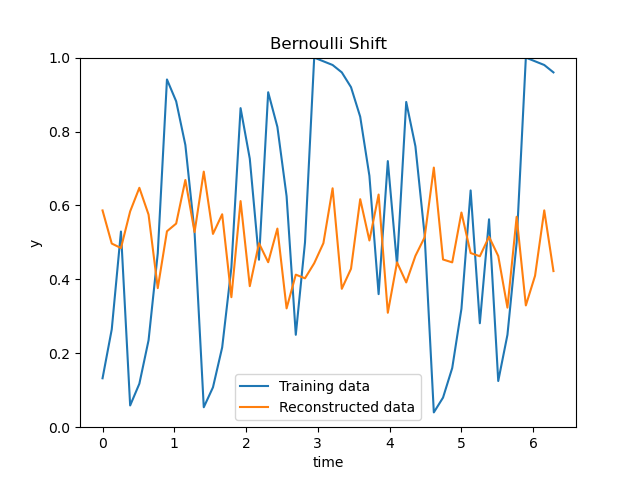 Bernoulli Shift
1.0
0.8
0.6
0.4
0.2
0.0
y
0 1 2 3 4 5 6
time
Training data
Reconstructed data